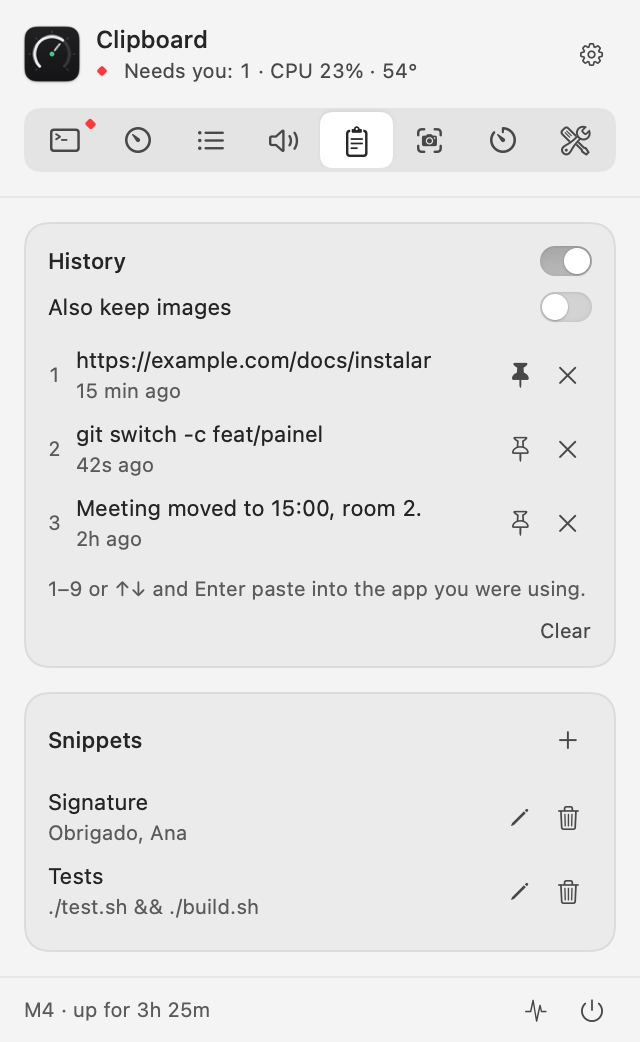 Clipboard
Needs you: 1 · CPU 23% · 54°
History
Also keep images
1 https://example.com/docs/instalar
15 min ago
2 git switch -c feat/painel
42s ago
3 Meeting moved to 15:00, room 2.
2h ago
1–9 or ↑↓ and Enter paste into the app you were using.
Clear
Snippets
Signature
Obrigado, Ana
Tests
./test.sh && ./build.sh
M4 · up for 3h 25m